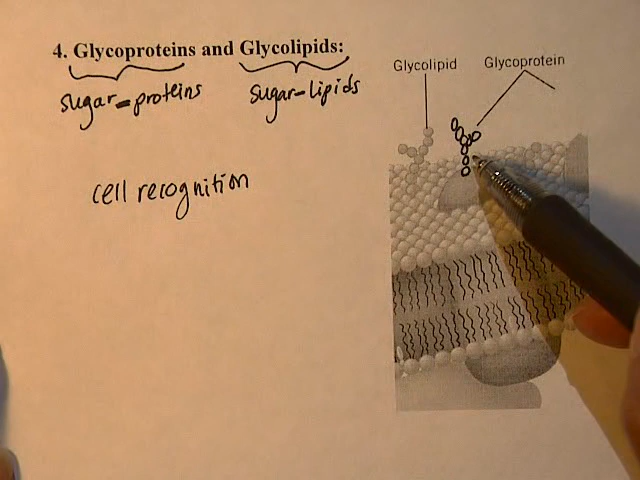 4. Glycoproteins and Glycolipids:
sugar-proteins
sugar-lipids
Glycolipid
Glycoprotein
cell recognition